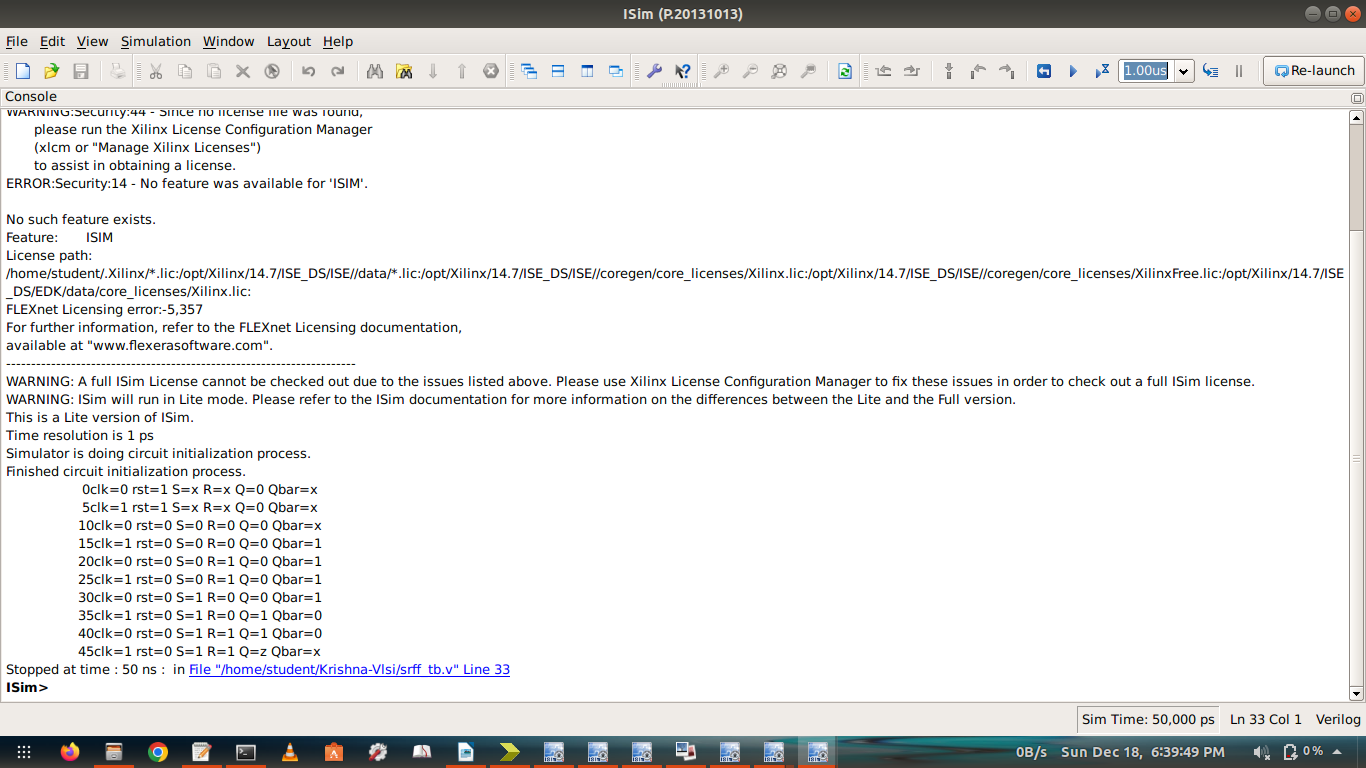 ISim (P.20131013)
File Edit View Simulation Window Layout Help
1.00us Re-launch
Console
WARNING:Security:44 - Since no license file was found,
please run the Xilinx License Configuration Manager
(xlcm or "Manage Xilinx Licenses")
to assist in obtaining a license.
ERROR:Security:14 - No feature was available for 'ISIM'.
No such feature exists.
Feature: ISIM
License path:
/home/student/.Xilinx/*.lic:/opt/Xilinx/14.7/ISE_DS/ISE//data/*.lic:/opt/Xilinx/14.7/ISE_DS/ISE//coregen/core_licenses/Xilinx.lic:/opt/Xilinx/14.7/ISE_DS/ISE//coregen/core_licenses/XilinxFree.lic:/opt/Xilinx/14.7/ISE
_DS/EDK/data/core_licenses/Xilinx.lic:
FLEXnet Licensing error:-5,357
For further information, refer to the FLEXnet Licensing documentation,
available at "www.flexerasoftware.com".
----------------------------------------------------------------------
WARNING: A full ISim License cannot be checked out due to the issues listed above. Please use Xilinx License Configuration Manager to fix these issues in order to check out a full ISim license.
WARNING: ISim will run in Lite mode. Please refer to the ISim documentation for more information on the differences between the Lite and the Full version.
This is a Lite version of ISim.
Time resolution is 1 ps
Simulator is doing circuit initialization process.
Finished circuit initialization process.
0clk=0 rst=1 S=x R=x Q=0 Qbar=x
5clk=1 rst=1 S=x R=x Q=0 Qbar=x
10clk=0 rst=0 S=0 R=0 Q=0 Qbar=x
15clk=1 rst=0 S=0 R=0 Q=0 Qbar=1
20clk=0 rst=0 S=0 R=1 Q=0 Qbar=1
25clk=1 rst=0 S=0 R=1 Q=0 Qbar=1
30clk=0 rst=0 S=1 R=0 Q=0 Qbar=1
35clk=1 rst=0 S=1 R=0 Q=1 Qbar=0
40clk=0 rst=0 S=1 R=1 Q=1 Qbar=0
45clk=1 rst=0 S=1 R=1 Q=z Qbar=x
Stopped at time : 50 ns : in File "/home/student/Krishna-Vlsi/srff_tb.v" Line 33
ISim>
Sim Time: 50,000 ps Ln 33 Col 1 Verilog
0B/s Sun Dec 18, 6:39:49 PM 0 %